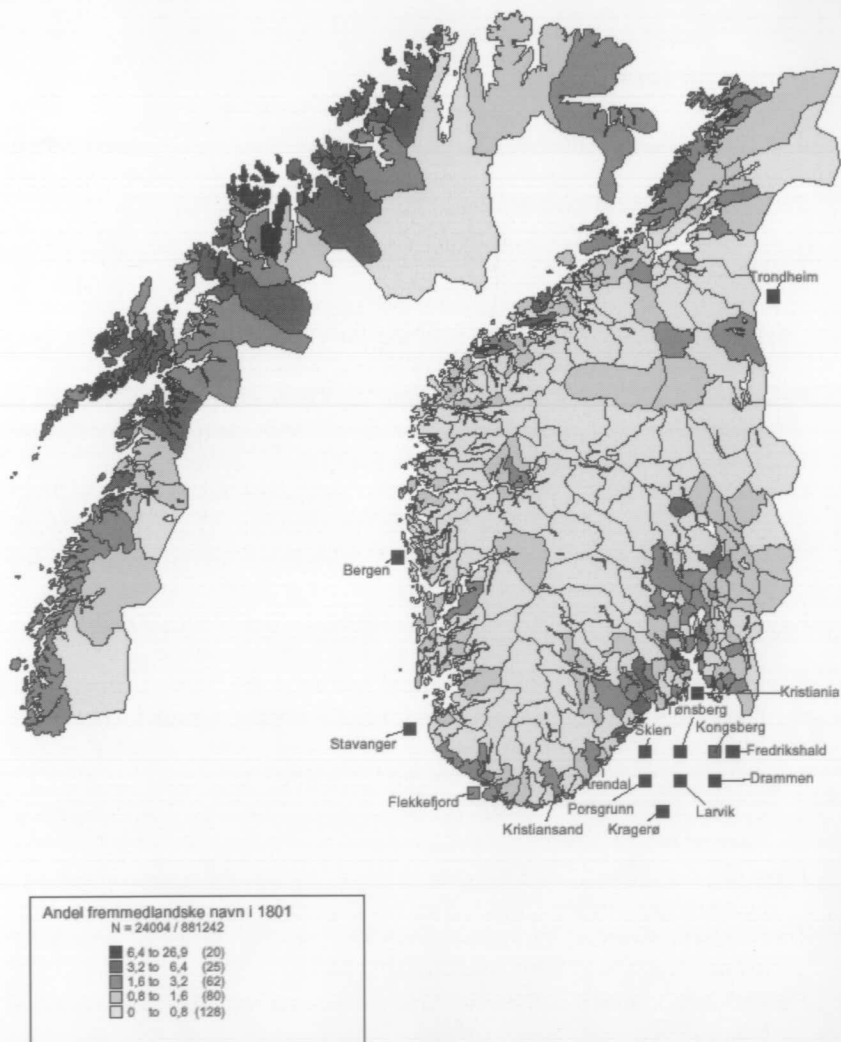 Trondheim
Bergen
Kristiania
Tønsberg
Stavanger
Skien
Kongsberg
Fredrikshald
Arendal
Drammen
Flekkefjord
Porsgrunn
Larvik
Kristiansand
Kragerø
Andel fremmedlandske navn i 1801
N = 24004 / 881242
6,4 to 26,9 (20)
3,2 to 6,4 (25)
1,6 to 3,2 (62)
0,8 to 1,6 (80)
0 to 0,8 (128)